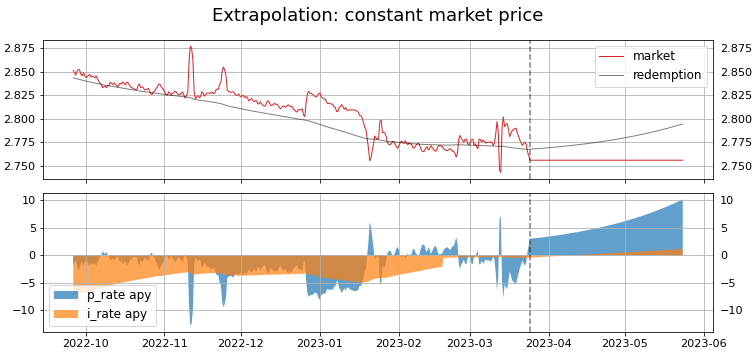 Extrapolation: constant market price
2.875 2.875
2.850 2.850
2.825 2.825
2.800 2.800
2.775 2.775
2.750 2.750
market
redemption
10 10
5 5
0 0
−5 −5
−10 −10
p_rate apy
i_rate apy
2022-10 2022-11 2022-12 2023-01 2023-02 2023-03 2023-04 2023-05 2023-06